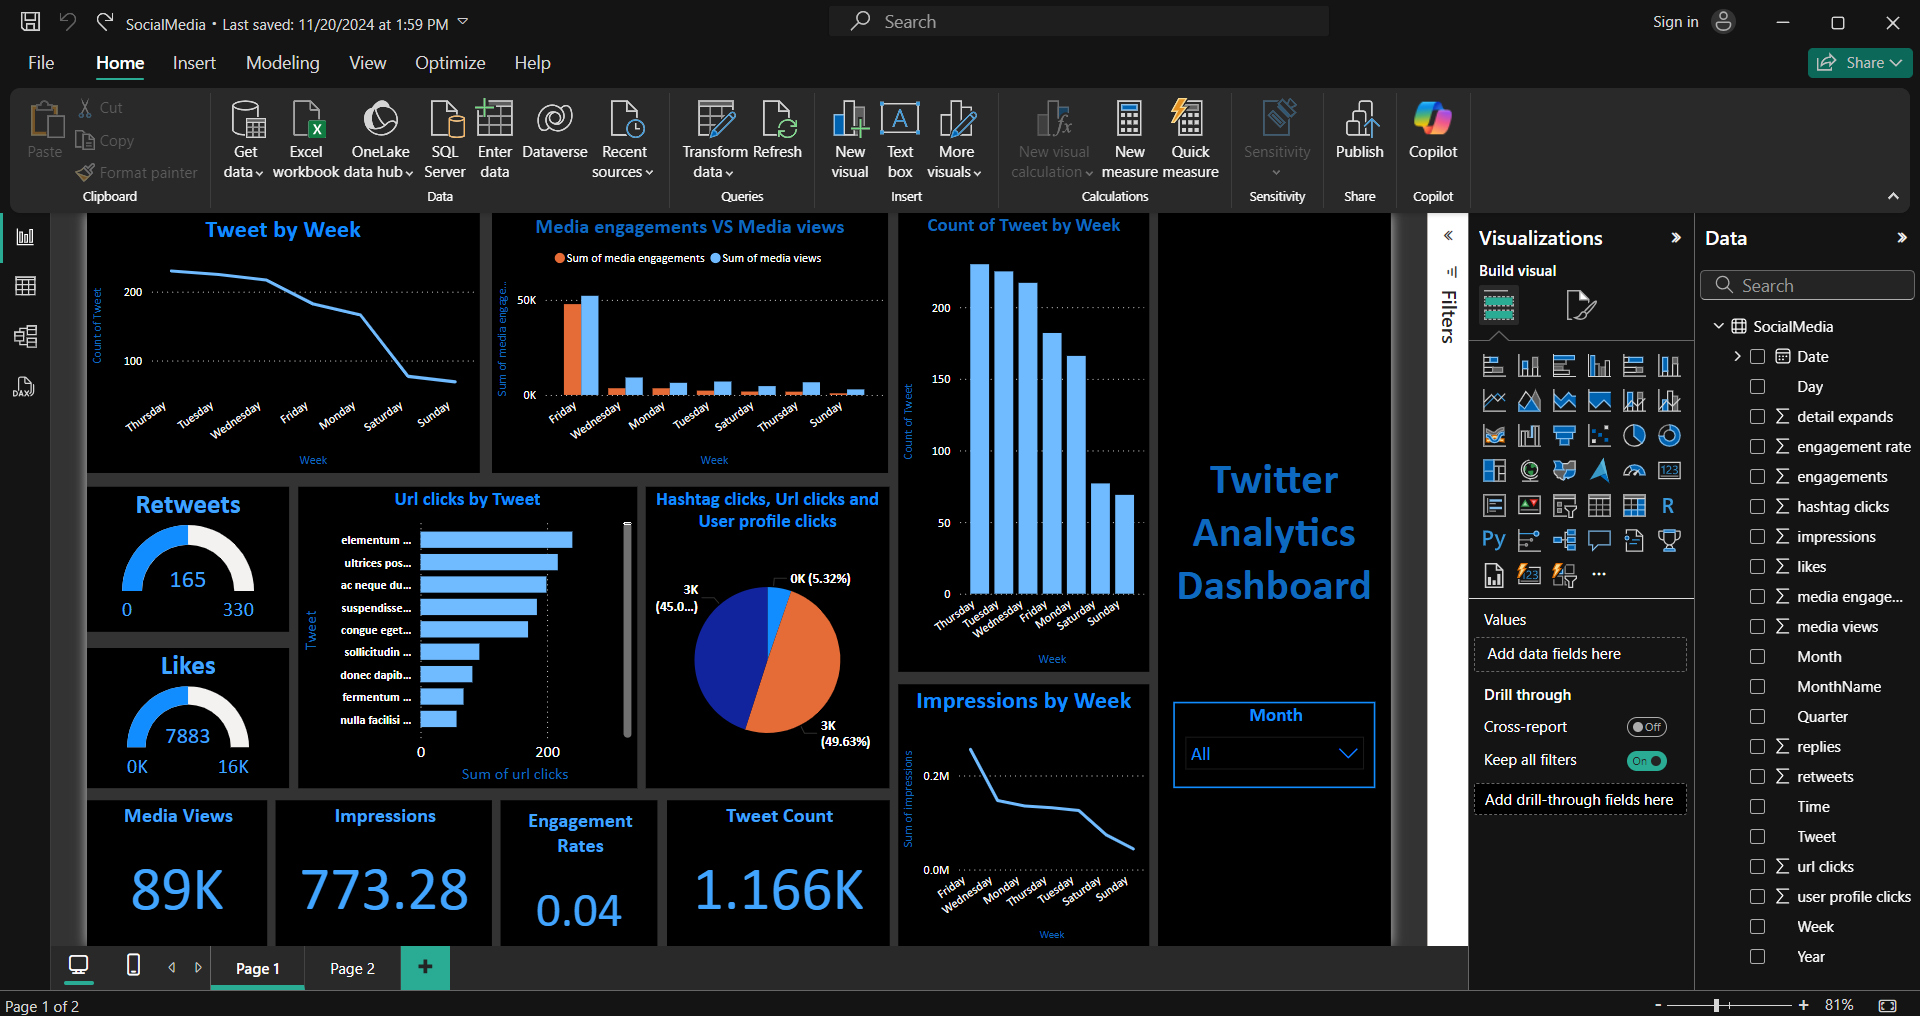 SocialMedia • Last saved: 11/20/2024 at 1:59 PM
Search
Sign in
File
Home
Insert
Modeling
View
Optimize
Help
Share
Paste
Cut
Copy
Format painter
Clipboard
Get data
Excel workbook
OneLake data hub
SQL Server
Enter data
Dataverse
Recent sources
Data
Transform data
Refresh
Queries
New visual
Text box
More visuals
Insert
New visual calculation
New measure
Quick measure
Calculations
Sensitivity
Sensitivity
Publish
Share
Copilot
Copilot
Tweet by Week
Count of Tweet
200
100
Thursday
Tuesday
Wednesday
Friday
Monday
Saturday
Sunday
Week
Media engagements VS Media views
Sum of media engagements
Sum of media views
Sum of media engage...
50K
0K
Friday
Wednesday
Monday
Tuesday
Saturday
Thursday
Sunday
Week
Count of Tweet by Week
Count of Tweet
200
150
100
50
0
Thursday
Tuesday
Wednesday
Friday
Monday
Saturday
Sunday
Week
Twitter
Analytics
Dashboard
Month
All
Retweets
165
0
330
Likes
7883
0K
16K
Url clicks by Tweet
Tweet
elementum ...
ultrices pos...
ac neque du...
suspendisse...
congue eget...
sollicitudin ...
donec dapib...
fermentum ...
nulla facilisi ...
0
200
Sum of url clicks
Hashtag clicks, Url clicks and
User profile clicks
0K (5.32%)
3K
(45.0...)
3K
(49.63%)
Impressions by Week
Sum of impressions
0.2M
0.0M
Friday
Wednesday
Monday
Thursday
Tuesday
Saturday
Sunday
Week
Media Views
89K
Impressions
773.28
Engagement
Rates
0.04
Tweet Count
1.166K
Filters
Visualizations
Build visual
123
R
Py
123
Values
Add data fields here
Drill through
Cross-report
Off
Keep all filters
On
Add drill-through fields here
Data
Search
SocialMedia
Date
Day
detail expands
engagement rate
engagements
hashtag clicks
impressions
likes
media engage...
media views
Month
MonthName
Quarter
replies
retweets
Time
Tweet
url clicks
user profile clicks
Week
Year
DAX
Page 1
Page 2
+
Page 1 of 2
- + 81%